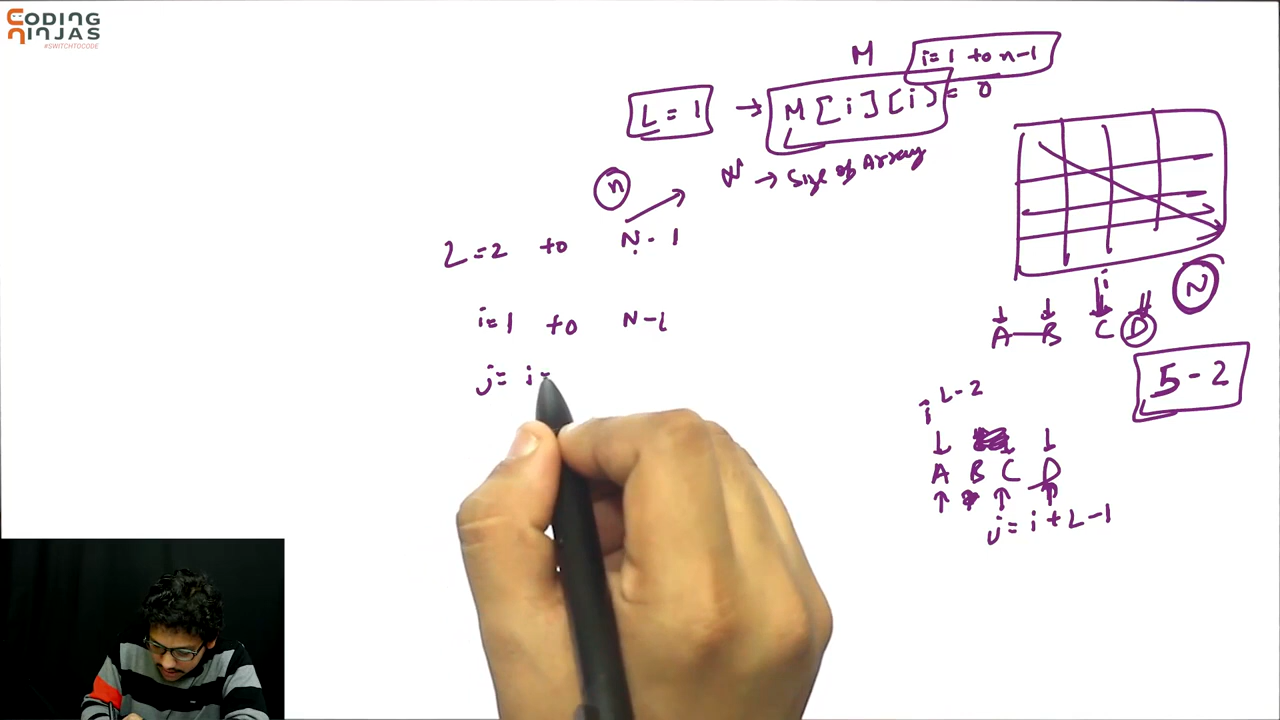 CODING
NINJAS
#SWITCHTOCODE
M
i=1 to n-1
L = 1 → M[i][i] = 0
n
N → Size of Array
L=2 to N-1
i
N
i=1 to N-L
A B C D
5-2
j= i
L-2
i
A B C D
j= i+L-1